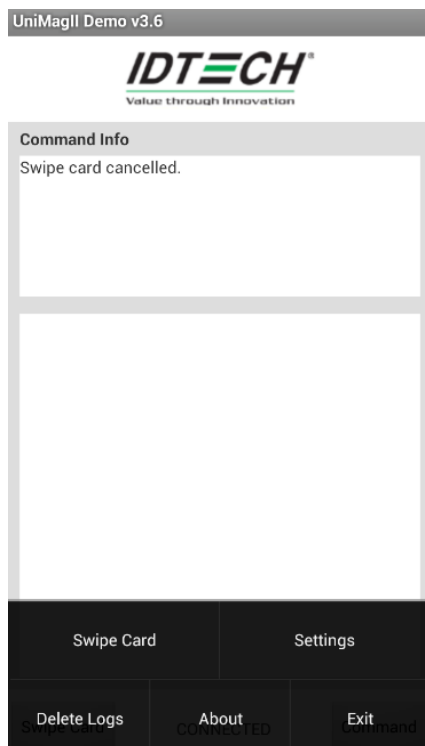 UniMagII Demo v3.6
IDTECH®
Value through Innovation
Command Info
Swipe card cancelled.
Swipe Card
Settings
Delete Logs
About
Exit
Swipe Card
CONNECTED
Command